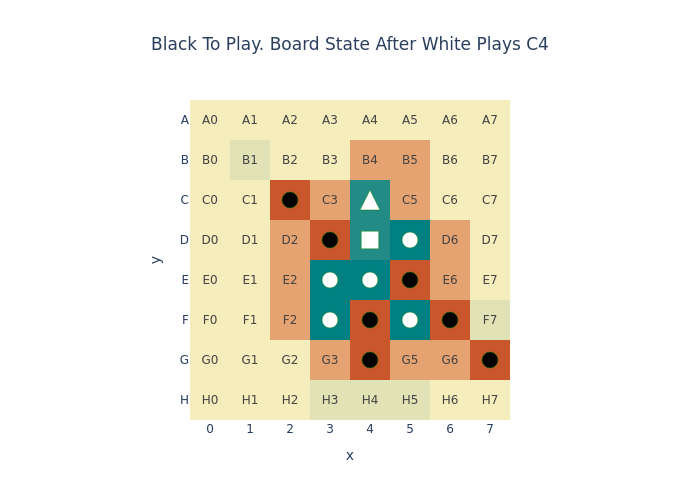 Black To Play. Board State After White Plays C4
A A0 A1 A2 A3 A4 A5 A6 A7
B B0 B1 B2 B3 B4 B5 B6 B7
C C0 C1 C3 C5 C6 C7
D D0 D1 D2 D6 D7
E E0 E1 E2 E6 E7
F F0 F1 F2 F7
G G0 G1 G2 G3 G5 G6
H H0 H1 H2 H3 H4 H5 H6 H7
0 1 2 3 4 5 6 7
x
y